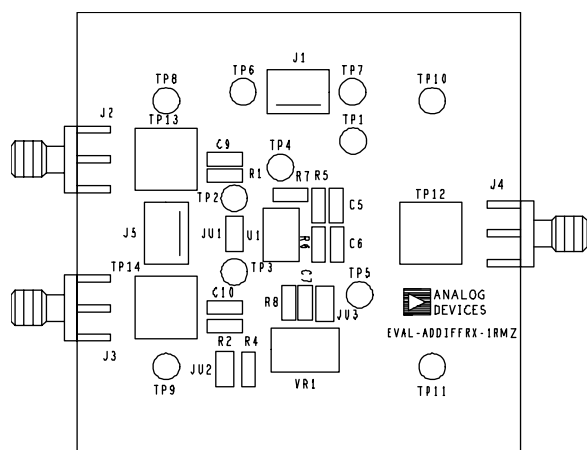 J1
TP8
TP6
TP7
TP10
J2
TP13
TP1
C9
TP4
R1
R7
R5
J4
TP2
C5
TP12
J5
JU1
U1
R6
C6
TP14
TP3
C7
TP5
C10
R8
JU3
ANALOG
DEVICES
EVAL-ADDIFFRX-1RMZ
J3
R2
R4
JU2
TP9
VR1
TP11